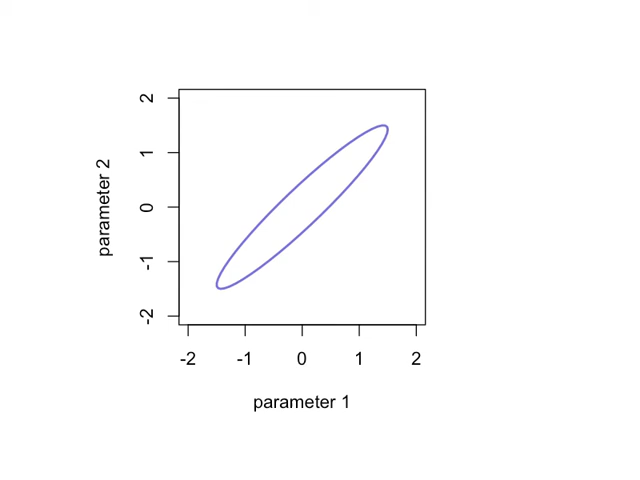 2
1
0
-1
-2
parameter 2
-2 -1 0 1 2
parameter 1